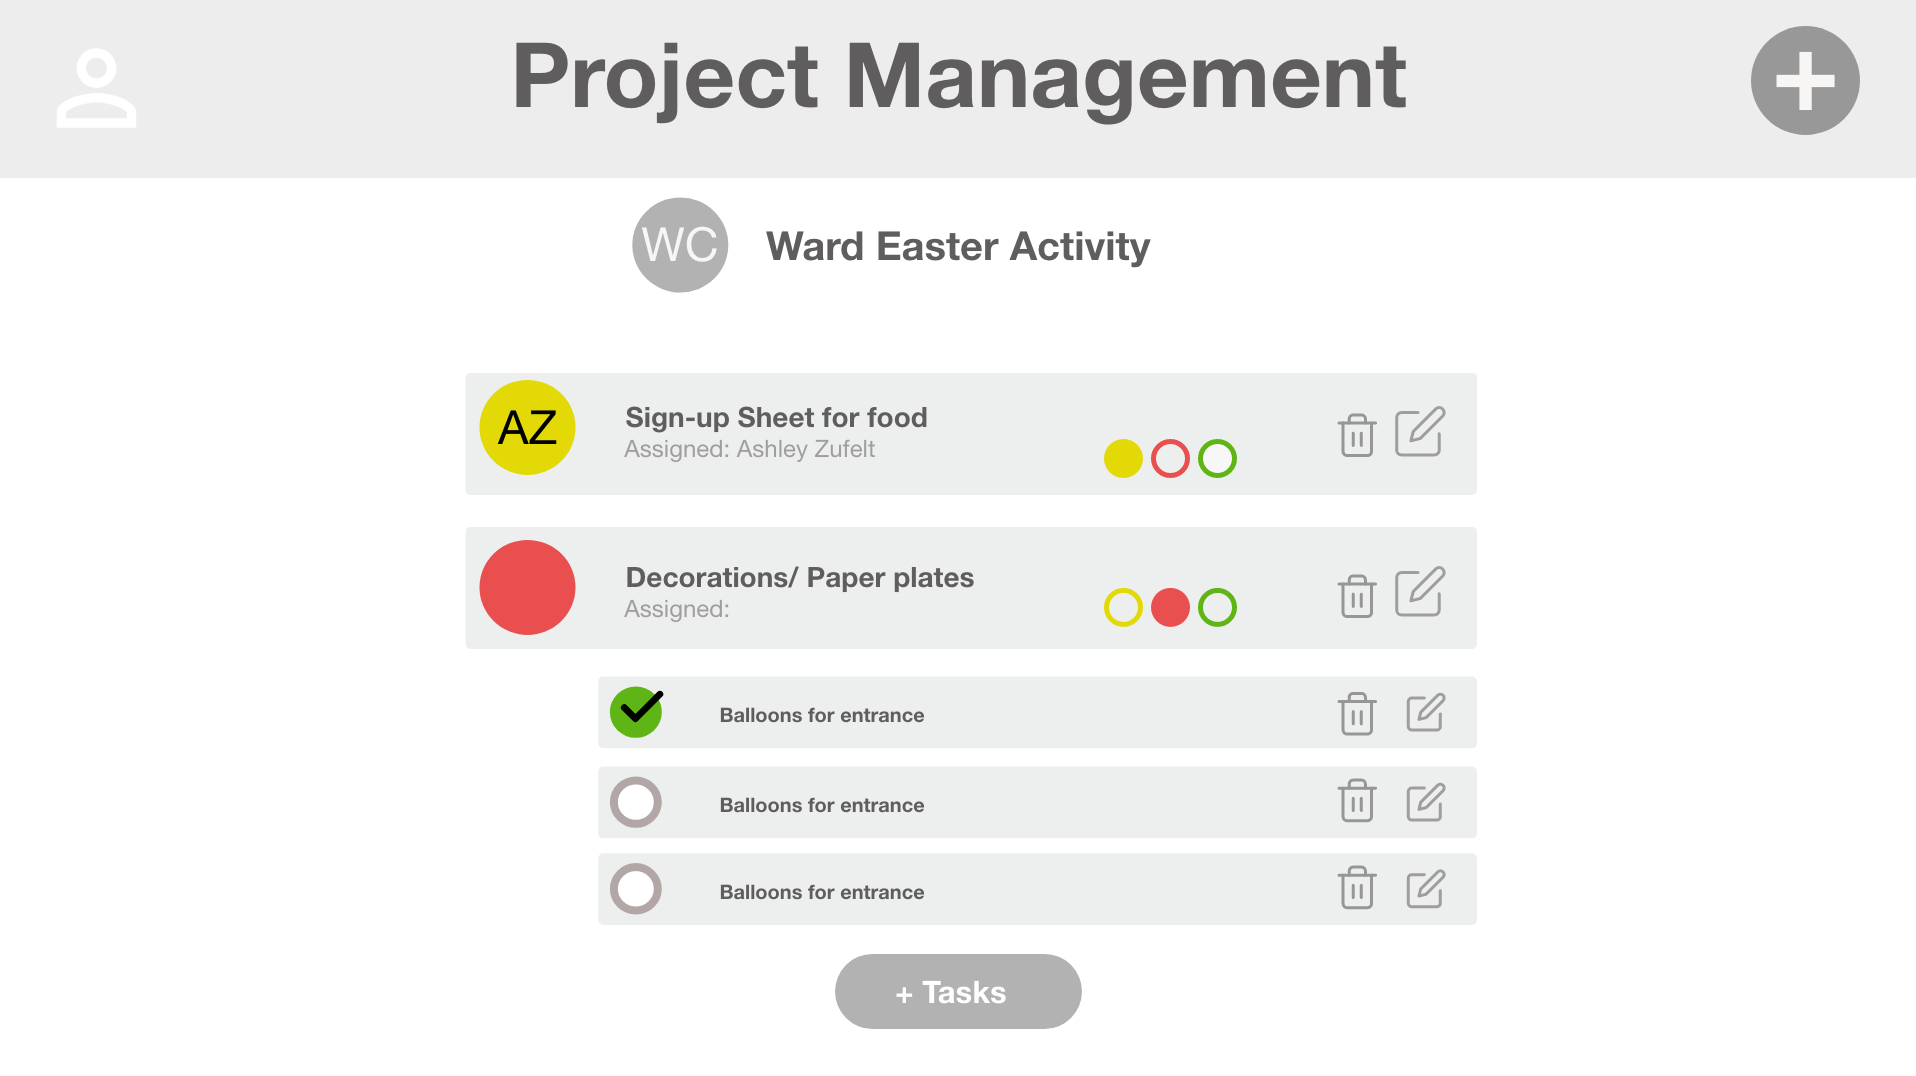 Project Management
WC
Ward Easter Activity
AZ
Sign-up Sheet for food
Assigned: Ashley Zufelt
Decorations/ Paper plates
Assigned:
Balloons for entrance
Balloons for entrance
Balloons for entrance
+ Tasks